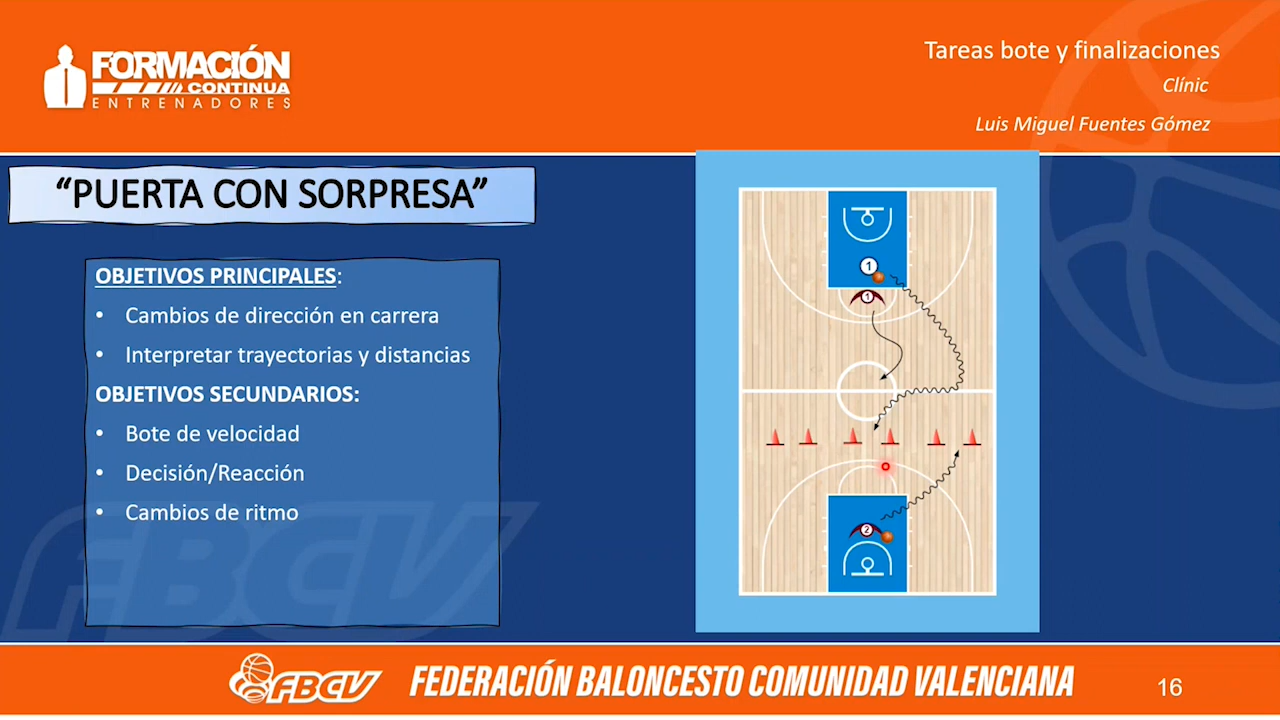 FORMACIÓN
CONTINUA
ENTRENADORES
Tareas bote y finalizaciones
Clínic
Luis Miguel Fuentes Gómez
“PUERTA CON SORPRESA”
OBJETIVOS PRINCIPALES:
• Cambios de dirección en carrera
• Interpretar trayectorias y distancias
OBJETIVOS SECUNDARIOS:
• Bote de velocidad
• Decisión/Reacción
• Cambios de ritmo
1
1
2
FBCV
FBCV
FEDERACIÓN BALONCESTO COMUNIDAD VALENCIANA
16